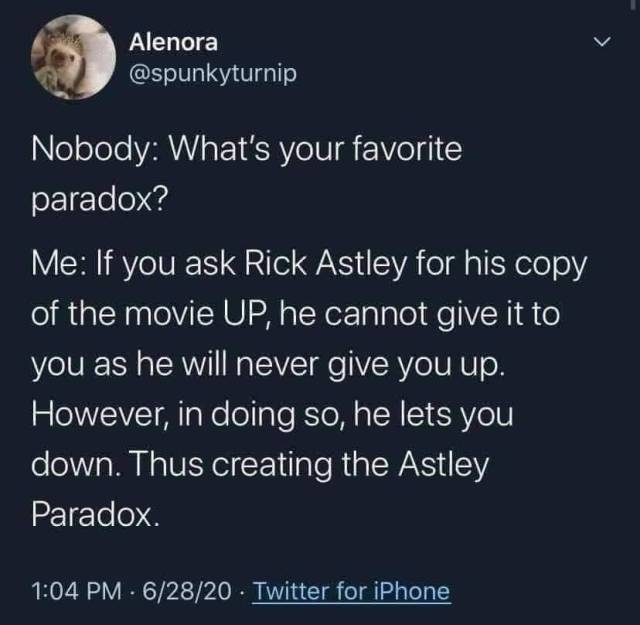 Alenora
@spunkyturnip
Nobody: What's your favorite
paradox?
Me: If you ask Rick Astley for his copy
of the movie UP, he cannot give it to
you as he will never give you up.
However, in doing so, he lets you
down. Thus creating the Astley
Paradox.
1:04 PM · 6/28/20 · Twitter for iPhone